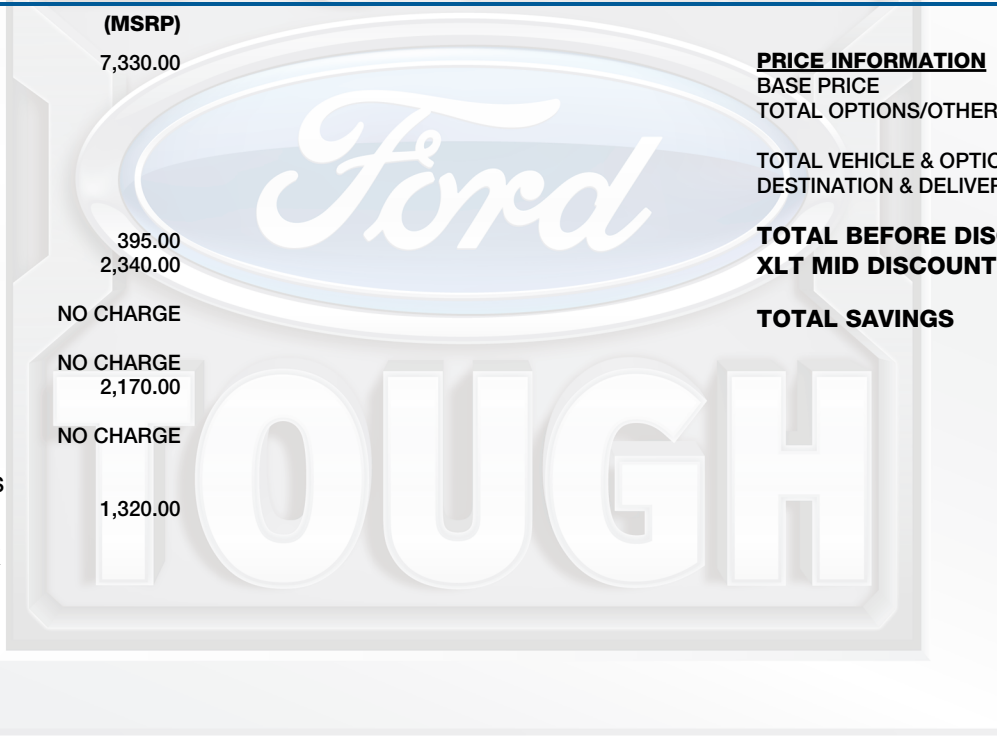 (MSRP)
7,330.00
395.00
2,340.00
NO CHARGE
NO CHARGE
2,170.00
NO CHARGE
S
1,320.00
PRICE INFORMATION
BASE PRICE
TOTAL OPTIONS/OTHER
TOTAL VEHICLE & OPTIO
DESTINATION & DELIVER
TOTAL BEFORE DIS
XLT MID DISCOUNT
TOTAL SAVINGS
Ford
TOUGH